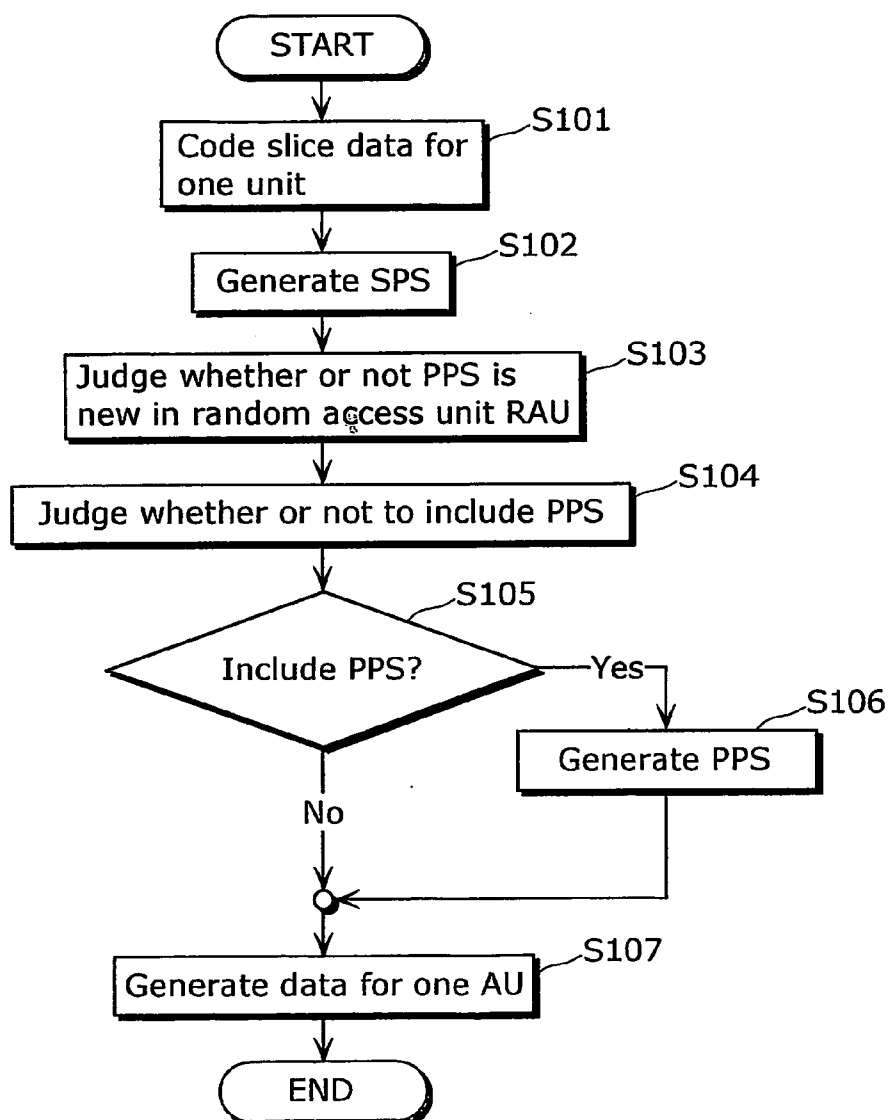 START
S101
Code slice data for
one unit
S102
Generate SPS
S103
Judge whether or not PPS is
new in random access unit RAU
S104
Judge whether or not to include PPS
S105
Include PPS?
Yes
S106
Generate PPS
No
S107
Generate data for one AU
END